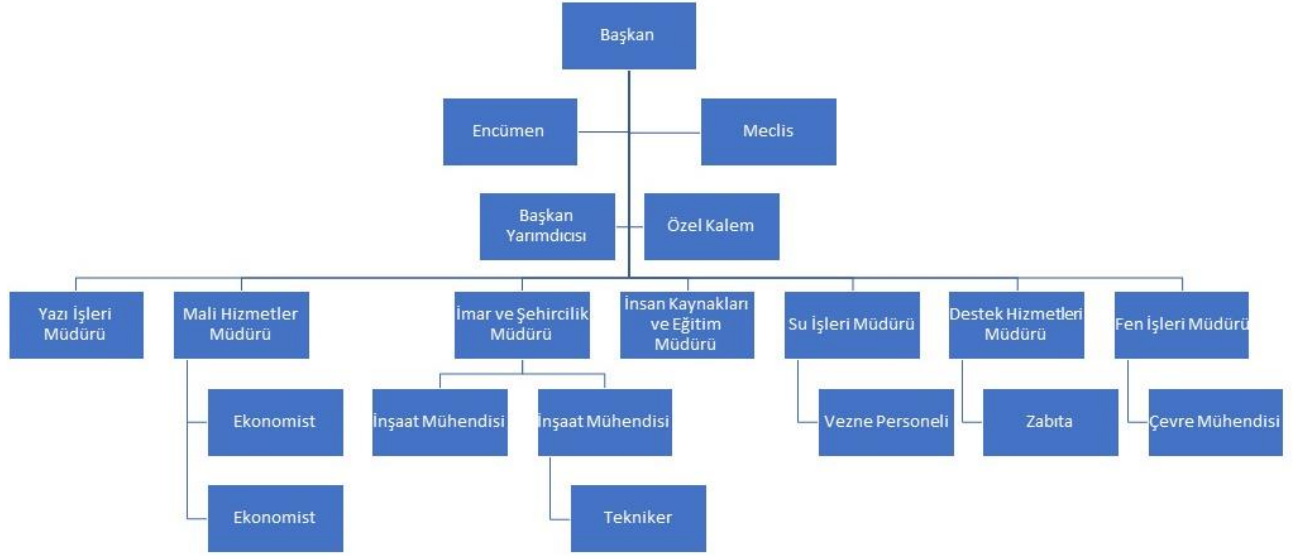 Başkan
Encümen
Meclis
Başkan
Yarımdıcısı
Özel Kalem
Yazı İşleri
Müdürü
Mali Hizmetler
Müdürü
İmar ve Şehircilik
Müdürü
İnsan Kaynakları
ve Eğitim
Müdürü
Su İşleri Müdürü
Destek Hizmetleri
Müdürü
Fen İşleri Müdürü
Ekonomist
İnşaat Mühendisi
İnşaat Mühendisi
Vezne Personeli
Zabıta
Çevre Mühendisi
Ekonomist
Tekniker